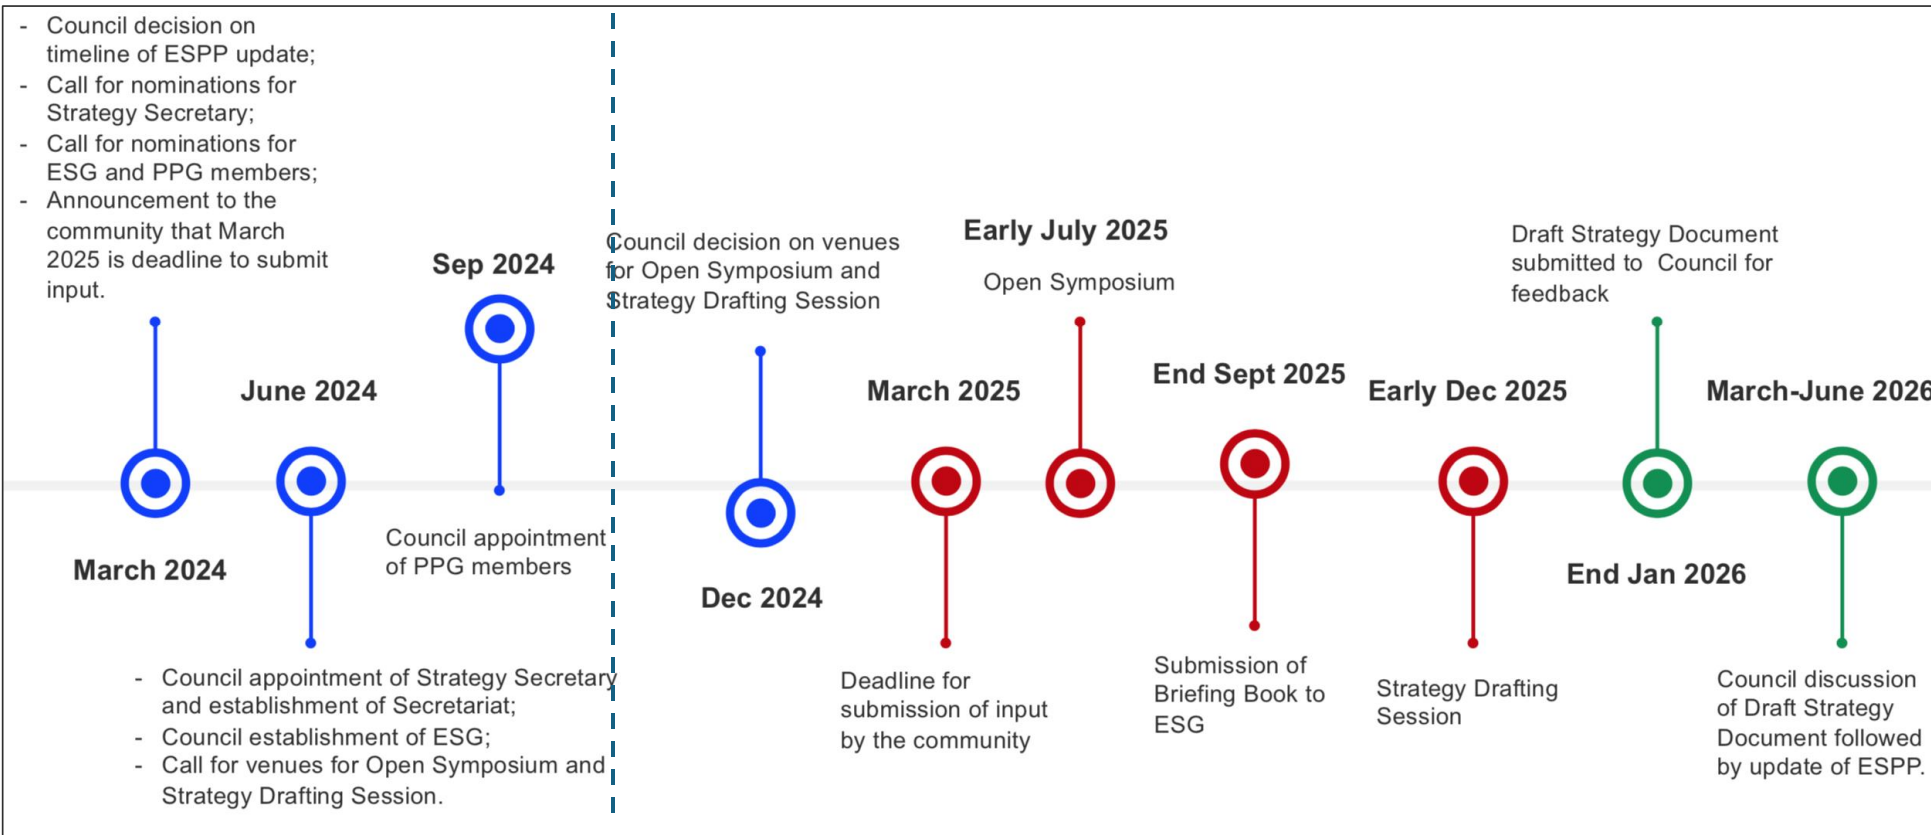 - Council decision on
timeline of ESPP update;
- Call for nominations for
Strategy Secretary;
- Call for nominations for
ESG and PPG members;
- Announcement to the
community that March
2025 is deadline to submit
input.
March 2024
June 2024
- Council appointment of Strategy Secretary
and establishment of Secretariat;
- Council establishment of ESG;
- Call for venues for Open Symposium and
Strategy Drafting Session.
Sep 2024
Council appointment
of PPG members
Council decision on venues
for Open Symposium and
Strategy Drafting Session
Dec 2024
March 2025
Deadline for
submission of input
by the community
Early July 2025
Open Symposium
End Sept 2025
Submission of
Briefing Book to
ESG
Early Dec 2025
Strategy Drafting
Session
Draft Strategy Document
submitted to  Council for
feedback
End Jan 2026
March-June 2026
Council discussion
of Draft Strategy
Document followed
by update of ESPP.